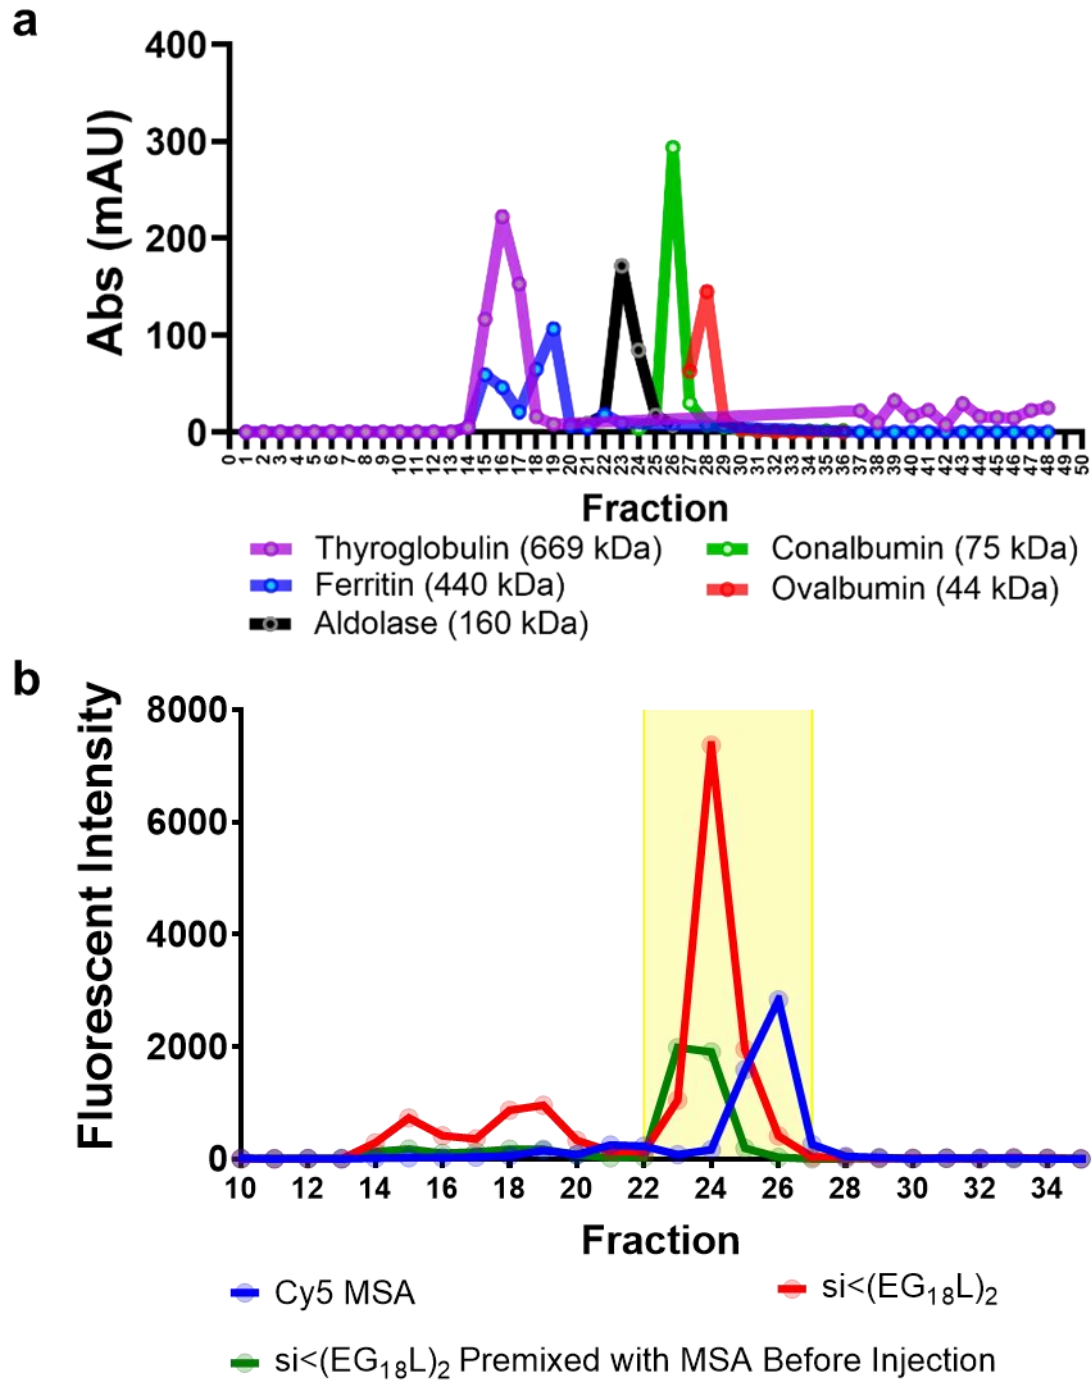 a
400
300
200
100
0
Abs (mAU)
0 1 2 3 4 5 6 7 8 9 10 11 12 13 14 15 16 17 18 19 20 21 22 23 24 25 26 27 28 29 30 31 32 33 34 35 36 37 38 39 40 41 42 43 44 45 46 47 48 49 50
Fraction
Thyroglobulin (669 kDa)
Conalbumin (75 kDa)
Ferritin (440 kDa)
Ovalbumin (44 kDa)
Aldolase (160 kDa)
b
8000
6000
4000
2000
0
Fluorescent Intensity
10 12 14 16 18 20 22 24 26 28 30 32 34
Fraction
Cy5 MSA
si<(EG₁₈L)₂
si<(EG₁₈L)₂ Premixed with MSA Before Injection